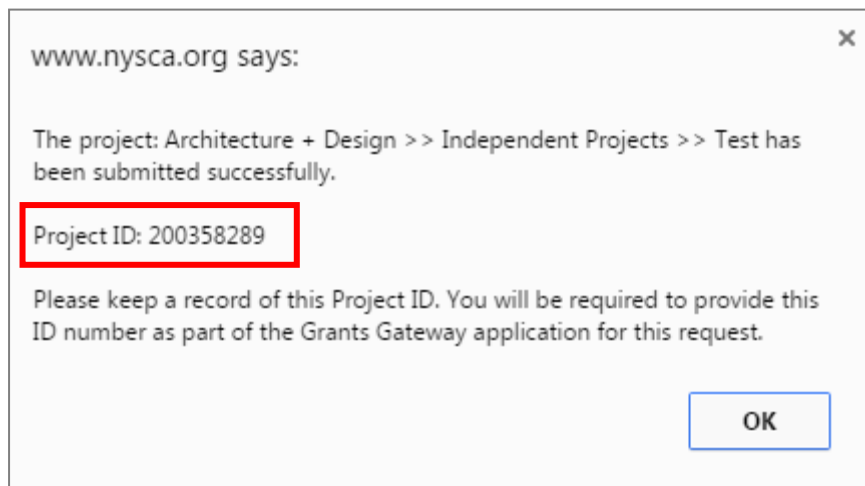 www.nysca.org says:
The project: Architecture + Design >> Independent Projects >> Test has
been submitted successfully.
Project ID: 200358289
Please keep a record of this Project ID. You will be required to provide this
ID number as part of the Grants Gateway application for this request.
OK